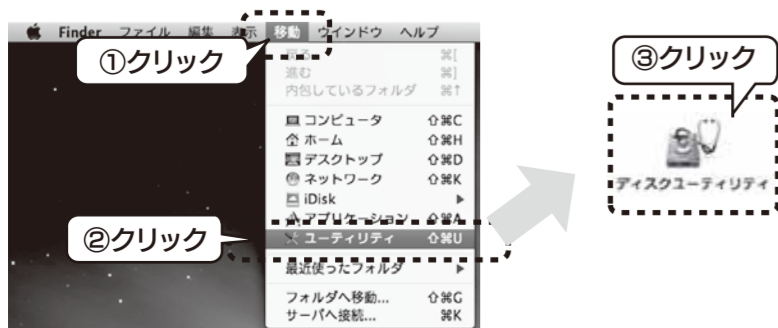 Finder ファイル 編集 表示 移動 ウインドウ ヘルプ
①クリック
戻る ⌘[
進む ⌘]
内包しているフォルダ ⌘↑
コンピュータ ⇧⌘C
ホーム ⇧⌘H
デスクトップ ⇧⌘D
ネットワーク ⇧⌘K
iDisk ▶
アプリケーション ⇧⌘A
②クリック
ユーティリティ ⇧⌘U
最近使ったフォルダ ▶
フォルダへ移動... ⇧⌘G
サーバへ接続... ⌘K
③クリック
ディスクユーティリティ